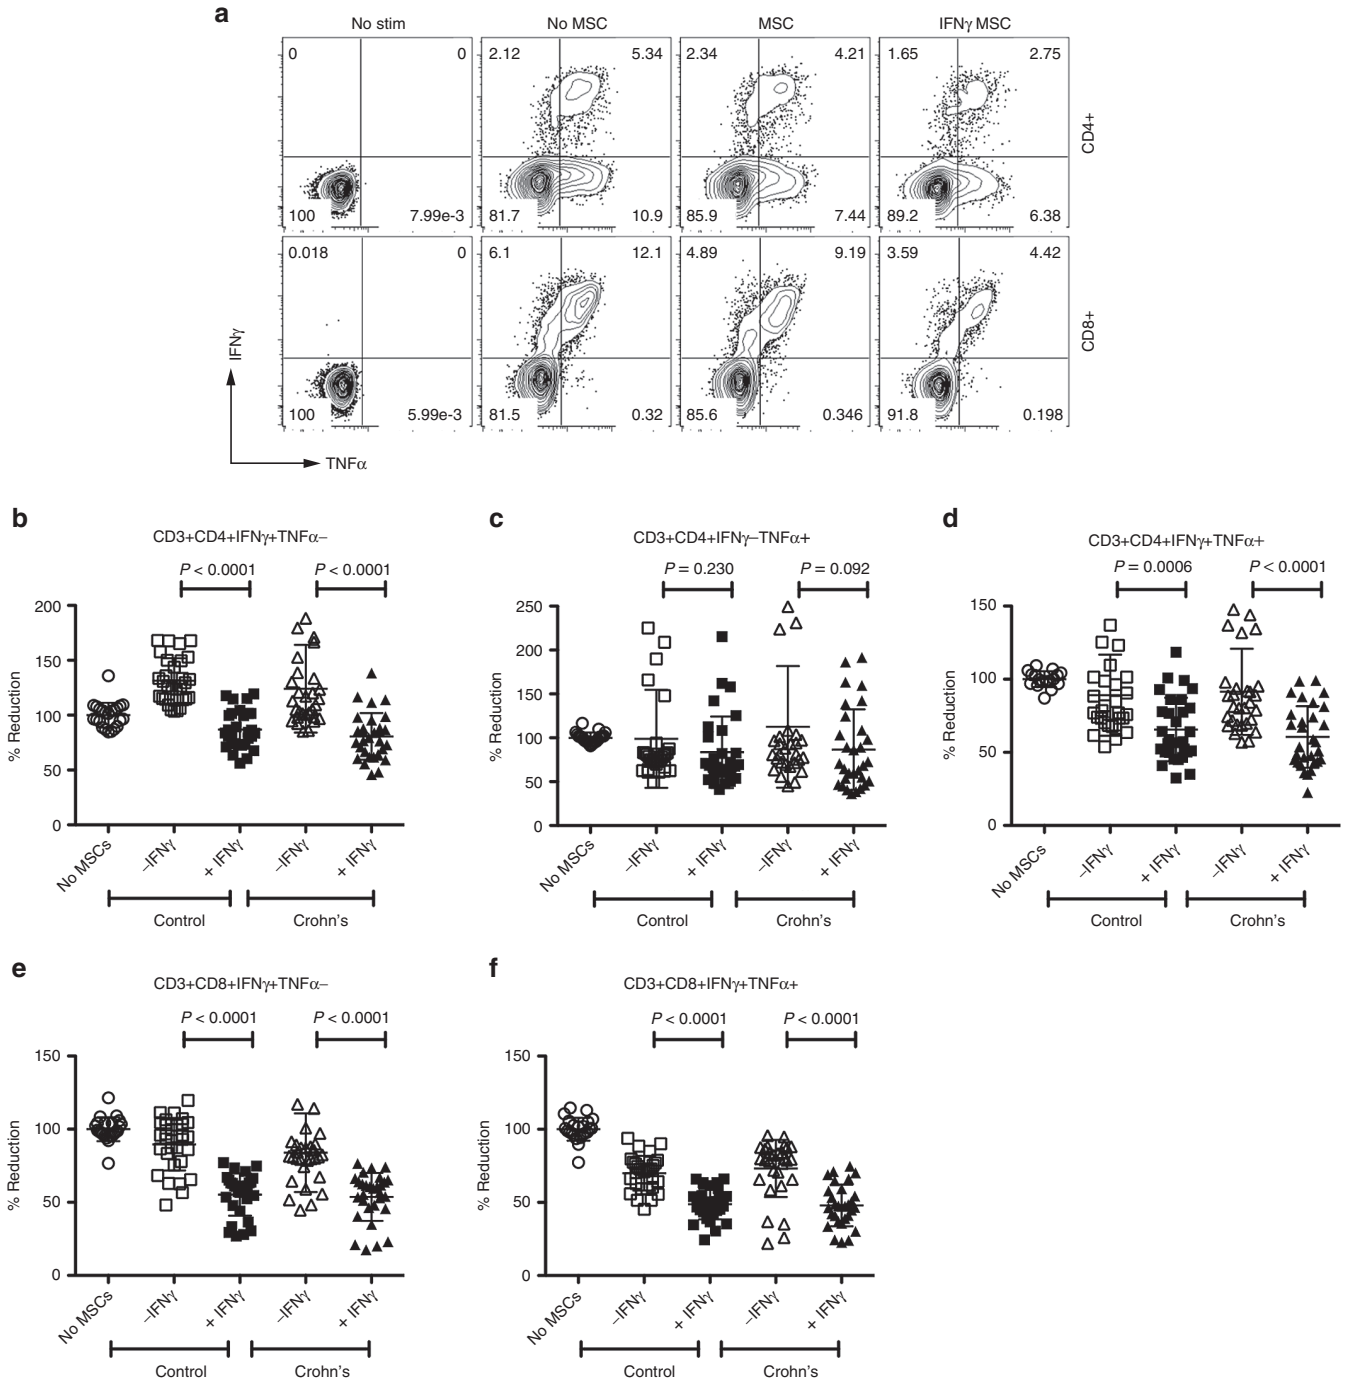 a
No stim No MSC MSC IFNγ MSC
0 0 2.12 5.34 2.34 4.21 1.65 2.75
CD4+
100 7.99e-3 81.7 10.9 85.9 7.44 89.2 6.38
0.018 0 6.1 12.1 4.89 9.19 3.59 4.42
CD8+
100 5.99e-3 81.5 0.32 85.6 0.346 91.8 0.198
IFNγ
TNFα
b
CD3+CD4+IFNγ+TNFα−
P < 0.0001 P < 0.0001
% Reduction
200
150
100
50
0
No MSCs −IFNγ + IFNγ −IFNγ + IFNγ
Control Crohn's
c
CD3+CD4+IFNγ−TNFα+
P = 0.230 P = 0.092
% Reduction
250
200
150
100
50
0
No MSCs −IFNγ + IFNγ −IFNγ + IFNγ
Control Crohn's
d
CD3+CD4+IFNγ+TNFα+
P = 0.0006 P < 0.0001
% Reduction
150
100
50
0
No MSCs −IFNγ + IFNγ −IFNγ + IFNγ
Control Crohn's
e
CD3+CD8+IFNγ+TNFα−
P < 0.0001 P < 0.0001
% Reduction
150
100
50
0
No MSCs −IFNγ + IFNγ −IFNγ + IFNγ
Control Crohn's
f
CD3+CD8+IFNγ+TNFα+
P < 0.0001 P < 0.0001
% Reduction
150
100
50
0
No MSCs −IFNγ + IFNγ −IFNγ + IFNγ
Control Crohn's